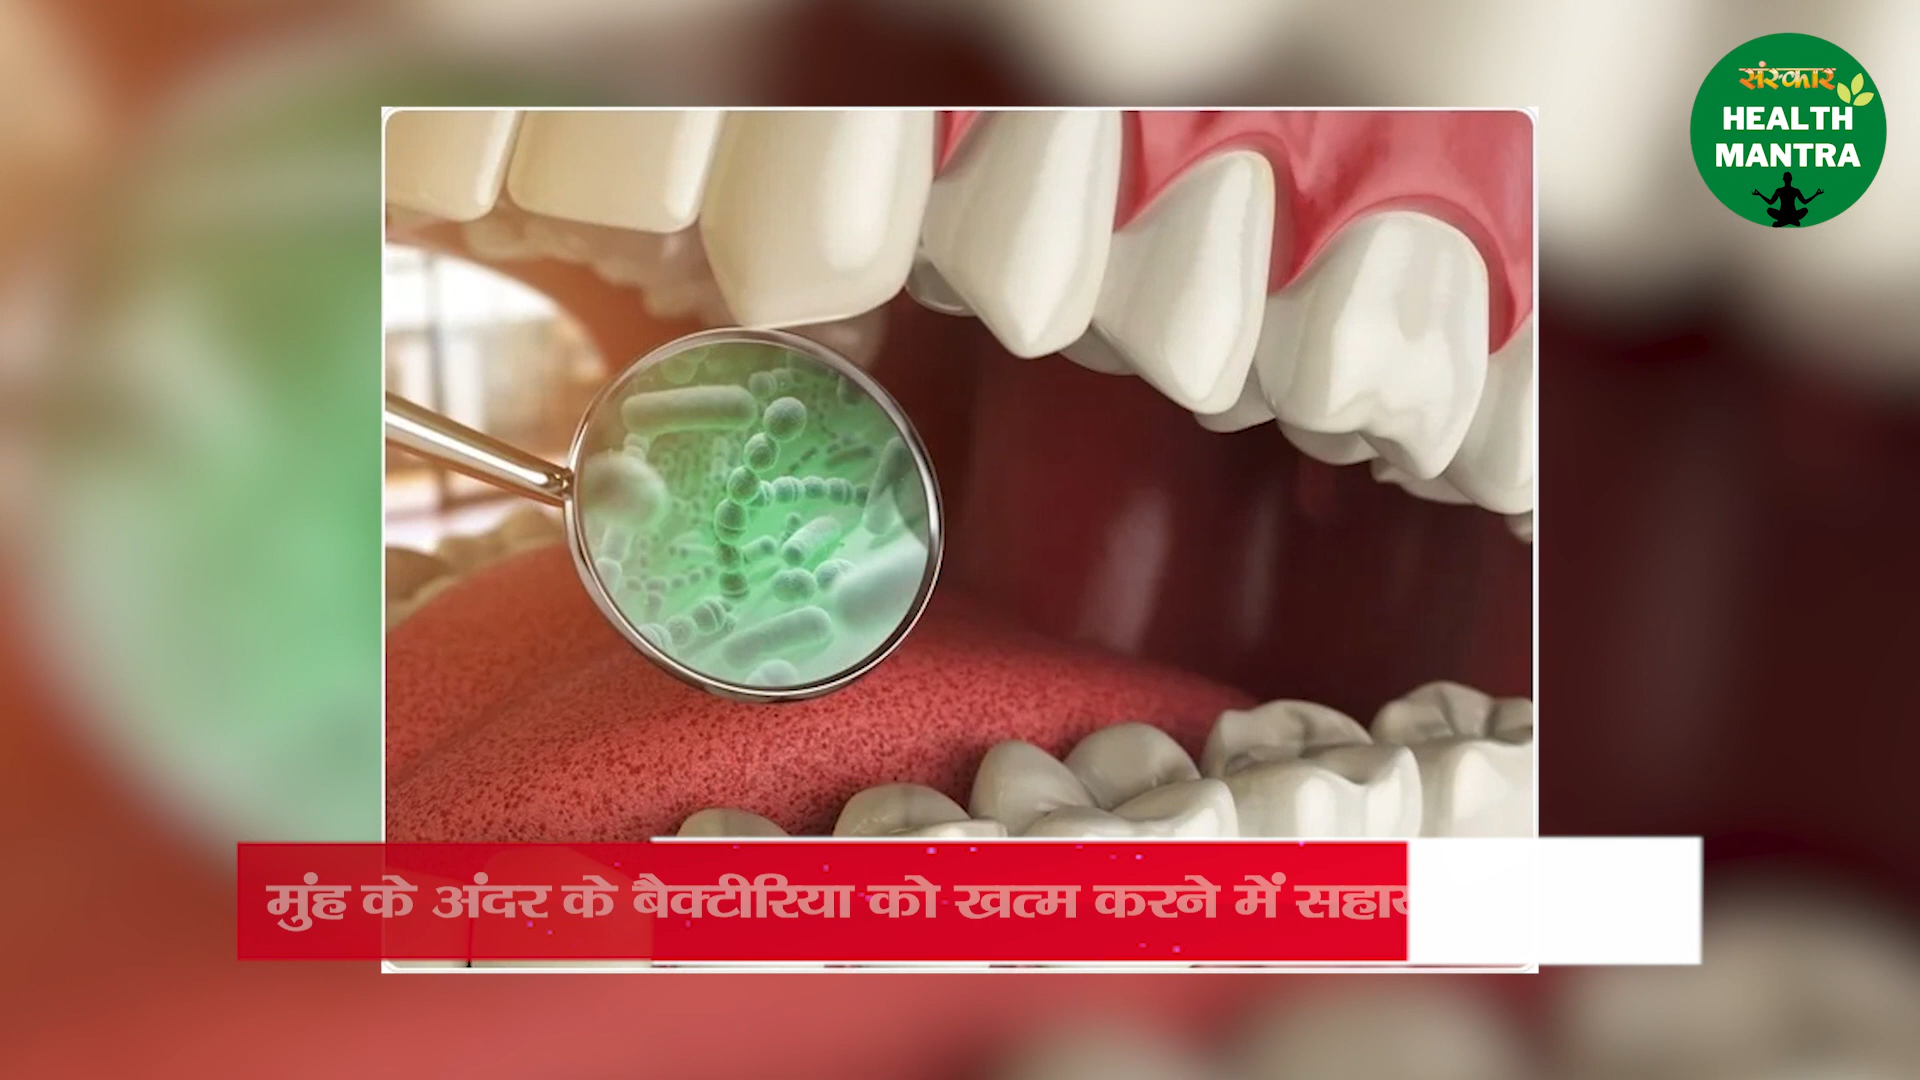 संस्कार
HEALTH
MANTRA
मुंह के अंदर के बैक्टीरिया को खत्म करने में